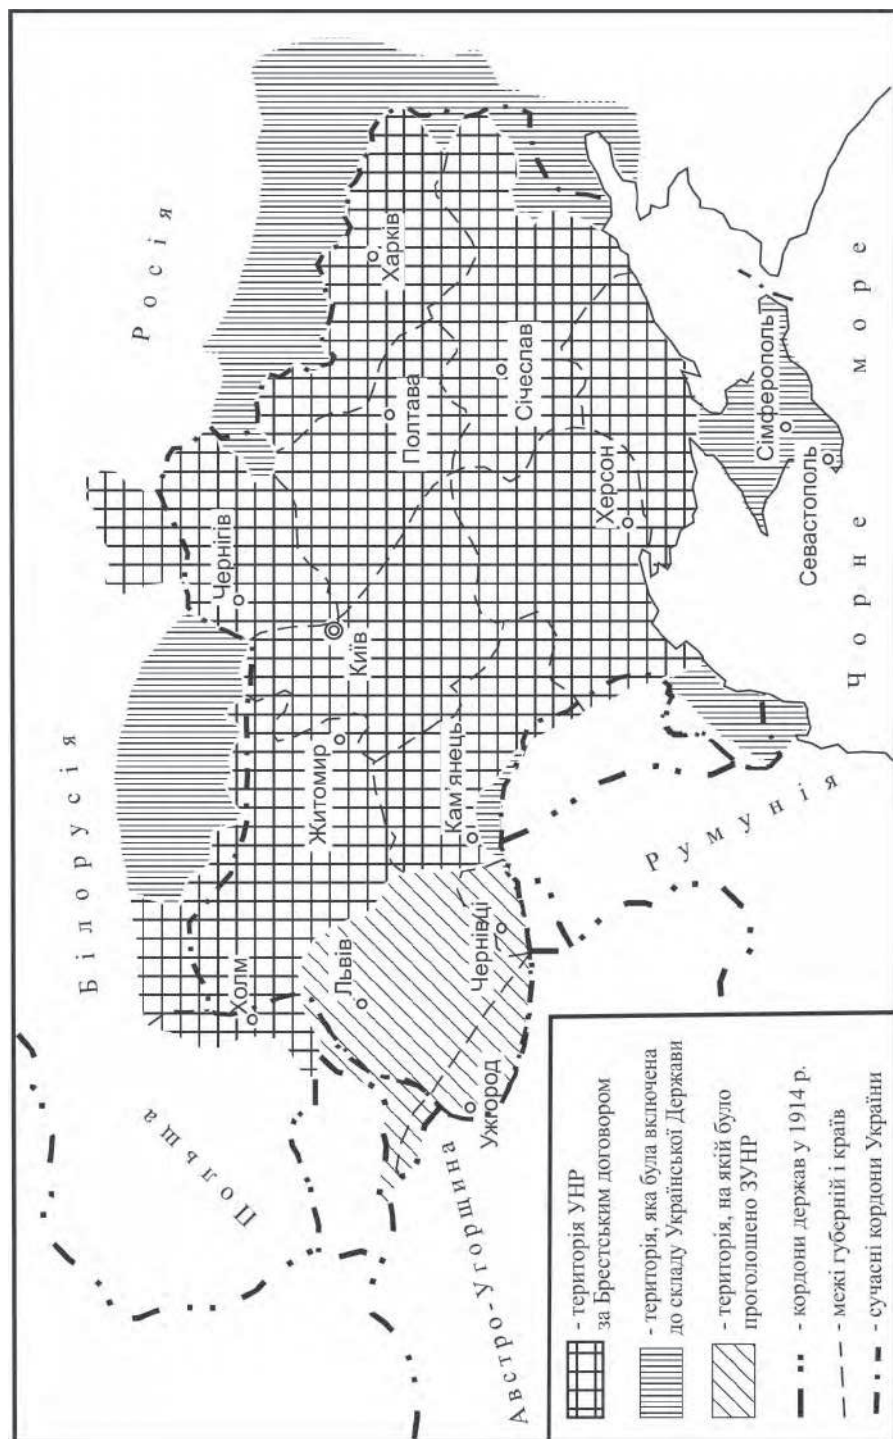 Росія
Білорусія
Польща
Австро-Угорщина
Румунія
Чорне море
Харків
Чернігів
Полтава
Київ
Січеслав
Сімферополь
Житомир
Херсон
Севастополь
Холм
Кам'янець
Львів
Чернівці
Ужгород
- територія УНР
за Брестським договором
- територія, яка була включена
до складу Української Держави
- територія, на якій було
проголошено ЗУНР
- кордони держав у 1914 р.
- межі губерній і країв
- сучасні кордони України